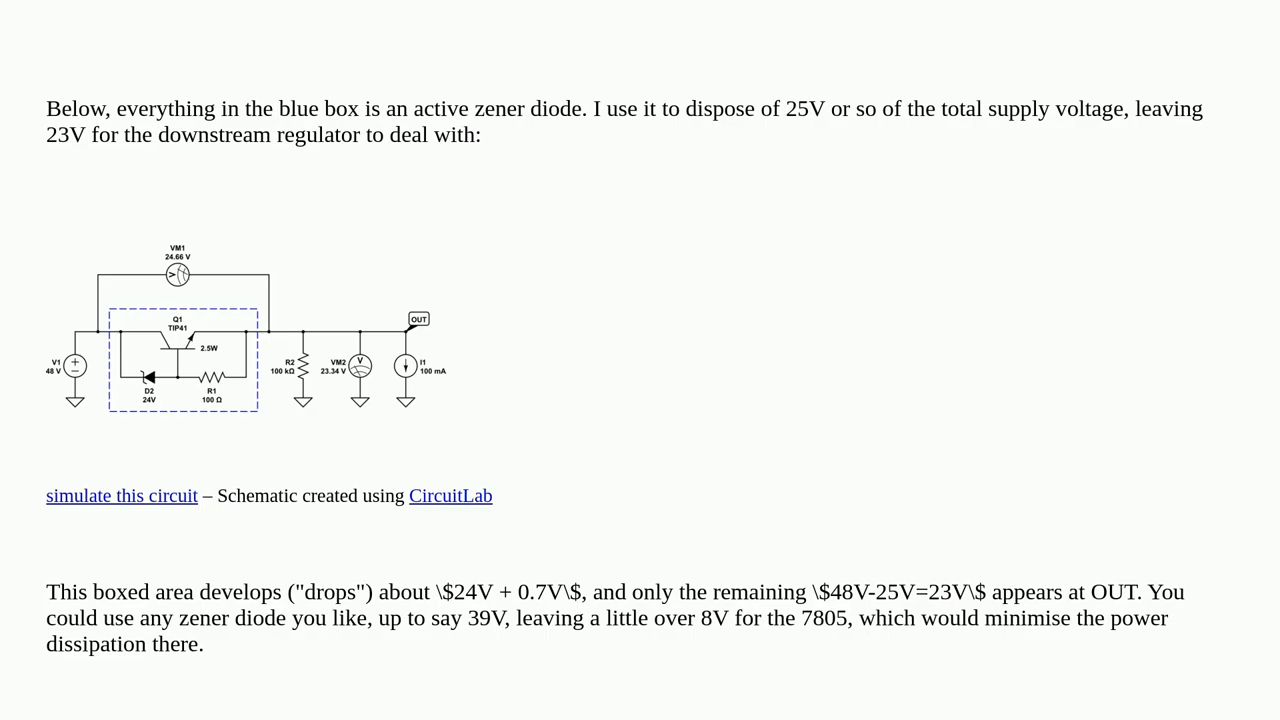 Below, everything in the blue box is an active zener diode. I use it to dispose of 25V or so of the total supply voltage, leaving
23V for the downstream regulator to deal with:
VM1
24.66 V
Q1
TIP41
2.5W
OUT
V1
48 V
R2
100 kΩ
VM2
23.34 V
V
I1
100 mA
D2
24V
R1
100 Ω
simulate this circuit – Schematic created using CircuitLab
This boxed area develops ("drops") about \$24V + 0.7V\$, and only the remaining \$48V-25V=23V\$ appears at OUT. You
could use any zener diode you like, up to say 39V, leaving a little over 8V for the 7805, which would minimise the power
dissipation there.